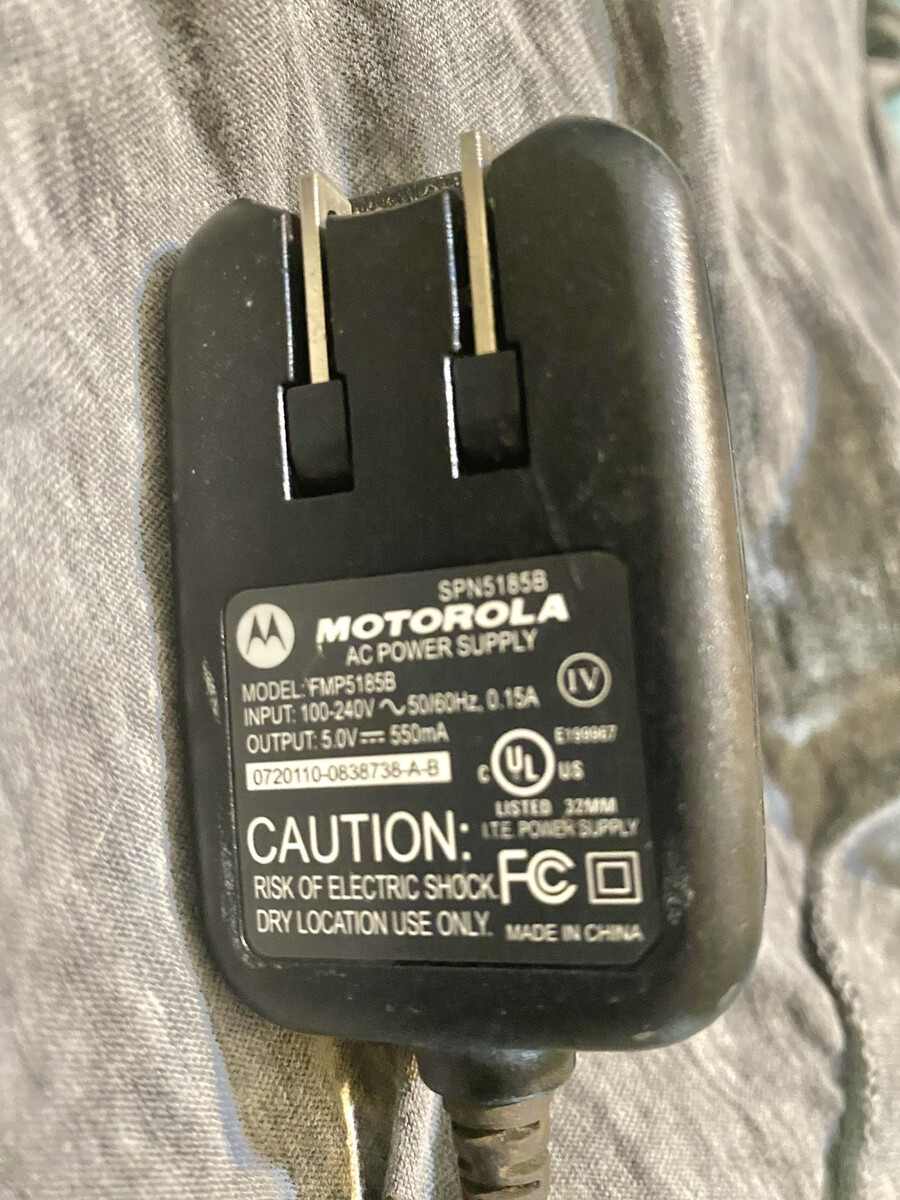 SPN5185B
MOTOROLA
AC POWER SUPPLY
MODEL: FMP5185B
INPUT: 100-240V ~ 50/60Hz, 0.15A
IV
OUTPUT: 5.0V ⎓ 550mA
E199967
0720110-0838738-A-B
C UL US
LISTED 32MM
I.T.E. POWER SUPPLY
CAUTION:
RISK OF ELECTRIC SHOCK.
FC
DRY LOCATION USE ONLY.
MADE IN CHINA